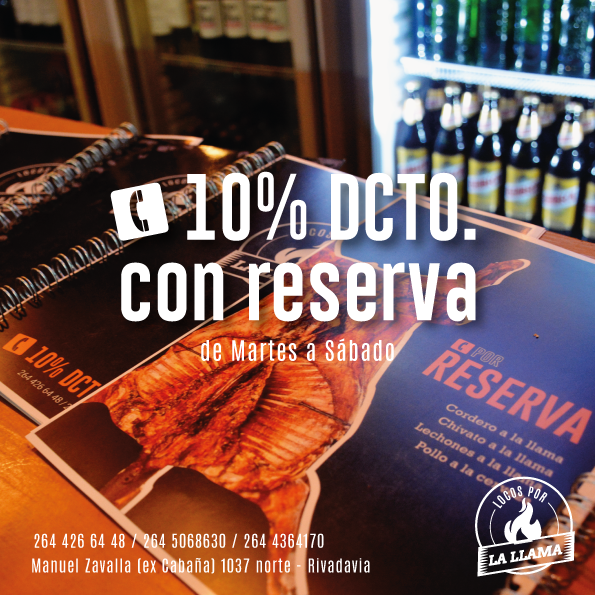 10% DCTO.
con reserva
de Martes a Sábado
10% DCT
264 426 64 48 / 2
POR
RESERVA
Cordero a la llama
Chivato a la llama
Lechones a la llama
Pollo a la
264 426 64 48 / 264 5068630 / 264 4364170
Manuel Zavalla (ex Cabaña) 1037 norte - Rivadavia
LOCOS POR
LA LLAMA